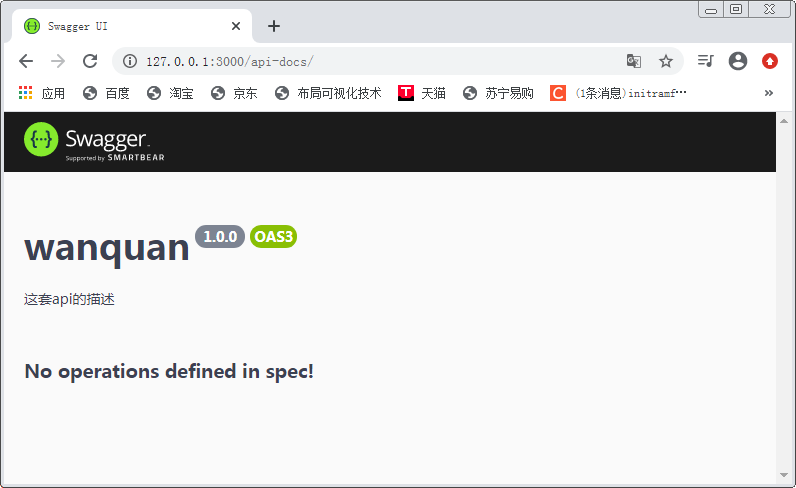 Swagger UI
127.0.0.1:3000/api-docs/
应用 百度 淘宝 京东 布局可视化技术 T 天猫 苏宁易购 C (1条消息)initramf… »
{··} Swagger
Supported by SMARTBEAR
wanquan 1.0.0 OAS3
这套api的描述
No operations defined in spec!